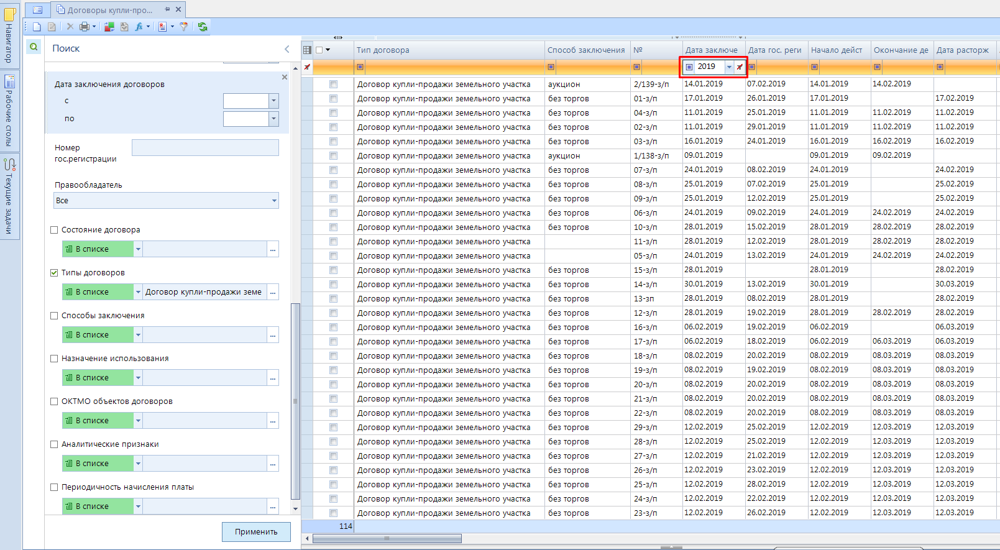 Договоры купли-про...
Навигатор
Рабочие столы
Текущие задачи
Поиск
Дата заключения договоров
с
по
Номер
гос.регистрации
Правообладатель
Все
Состояние договора
В списке ...
Типы договоров
В списке Договор купли-продажи земе ...
Способы заключения
В списке ...
Назначение использования
В списке ...
ОКТМО объектов договоров
В списке ...
Аналитические признаки
В списке ...
Периодичность начисления платы
В списке ...
Применить
Тип договора Способ заключения № Дата заключе Дата гос. реги Начало дейст Окончание де Дата расторж
2019
Договор купли-продажи земельного участка аукцион 2/139-з/п 14.01.2019 07.02.2019 14.01.2019 14.02.2019
Договор купли-продажи земельного участка без торгов 01-з/п 17.01.2019 26.01.2019 17.01.2019 17.02.2019
Договор купли-продажи земельного участка без торгов 04-з/п 11.01.2019 25.01.2019 11.01.2019 11.02.2019 11.02.2019
Договор купли-продажи земельного участка без торгов 02-з/п 11.01.2019 29.01.2019 11.01.2019 11.02.2019 11.02.2019
Договор купли-продажи земельного участка без торгов 03-з/п 16.01.2019 24.01.2019 16.01.2019 16.02.2019 16.02.2019
Договор купли-продажи земельного участка аукцион 1/138-з/п 09.01.2019 09.01.2019 09.02.2019
Договор купли-продажи земельного участка без торгов 07-з/п 24.01.2019 08.02.2019 24.01.2019 24.02.2019
Договор купли-продажи земельного участка без торгов 08-з/п 25.01.2019 07.02.2019 25.01.2019 25.02.2019
Договор купли-продажи земельного участка без торгов 09-з/п 25.01.2019 12.02.2019 25.01.2019 25.02.2019
Договор купли-продажи земельного участка без торгов 06-з/п 24.01.2019 09.02.2019 24.01.2019 24.02.2019 24.02.2019
Договор купли-продажи земельного участка без торгов 10-з/п 28.01.2019 15.02.2019 28.01.2019 28.02.2019 28.02.2019
Договор купли-продажи земельного участка 11-з/п 28.01.2019 12.02.2019 28.01.2019 28.02.2019 28.02.2019
Договор купли-продажи земельного участка 05-з/п 24.01.2019 13.02.2019 24.01.2019 24.02.2019 24.02.2019
Договор купли-продажи земельного участка без торгов 15-з/п 28.01.2019 28.01.2019 28.02.2019
Договор купли-продажи земельного участка без торгов 14-з/п 30.01.2019 13.02.2019 30.01.2019 30.03.2019
Договор купли-продажи земельного участка без торгов 13-зп 28.01.2019 08.02.2019 28.01.2019 28.02.2019
Договор купли-продажи земельного участка без торгов 12-з/п 28.01.2019 19.02.2019 28.01.2019 28.02.2019 28.02.2019
Договор купли-продажи земельного участка без торгов 16-з/п 06.02.2019 19.02.2019 06.02.2019 06.03.2019
Договор купли-продажи земельного участка без торгов 17-з/п 06.02.2019 18.02.2019 06.02.2019 06.03.2019 06.03.2019
Договор купли-продажи земельного участка без торгов 18-з/п 08.02.2019 20.02.2019 08.02.2019 08.03.2019 08.03.2019
Договор купли-продажи земельного участка без торгов 19-з/п 08.02.2019 19.02.2019 08.02.2019 08.03.2019 08.03.2019
Договор купли-продажи земельного участка без торгов 20-з/п 08.02.2019 20.02.2019 08.02.2019 08.03.2019 08.03.2019
Договор купли-продажи земельного участка без торгов 21-з/п 08.02.2019 20.02.2019 08.02.2019 08.03.2019 08.03.2019
Договор купли-продажи земельного участка без торгов 22-з/п 08.02.2019 20.02.2019 08.02.2019 08.03.2019 08.03.2019
Договор купли-продажи земельного участка без торгов 29-з/п 12.02.2019 25.02.2019 12.02.2019 12.03.2019 12.03.2019
Договор купли-продажи земельного участка без торгов 28-з/п 12.02.2019 25.02.2019 12.02.2019 12.03.2019 12.03.2019
Договор купли-продажи земельного участка без торгов 27-з/п 12.02.2019 21.02.2019 12.02.2019 12.03.2019 12.03.2019
Договор купли-продажи земельного участка без торгов 26-з/п 12.02.2019 23.02.2019 12.02.2019 12.03.2019 12.03.2019
Договор купли-продажи земельного участка без торгов 25-з/п 12.02.2019 28.02.2019 12.02.2019 12.03.2019 12.03.2019
Договор купли-продажи земельного участка без торгов 24-з/п 12.02.2019 22.02.2019 12.02.2019 12.03.2019 12.03.2019
Договор купли-продажи земельного участка без торгов 23-з/п 12.02.2019 26.02.2019 12.02.2019 12.03.2019 12.03.2019
114